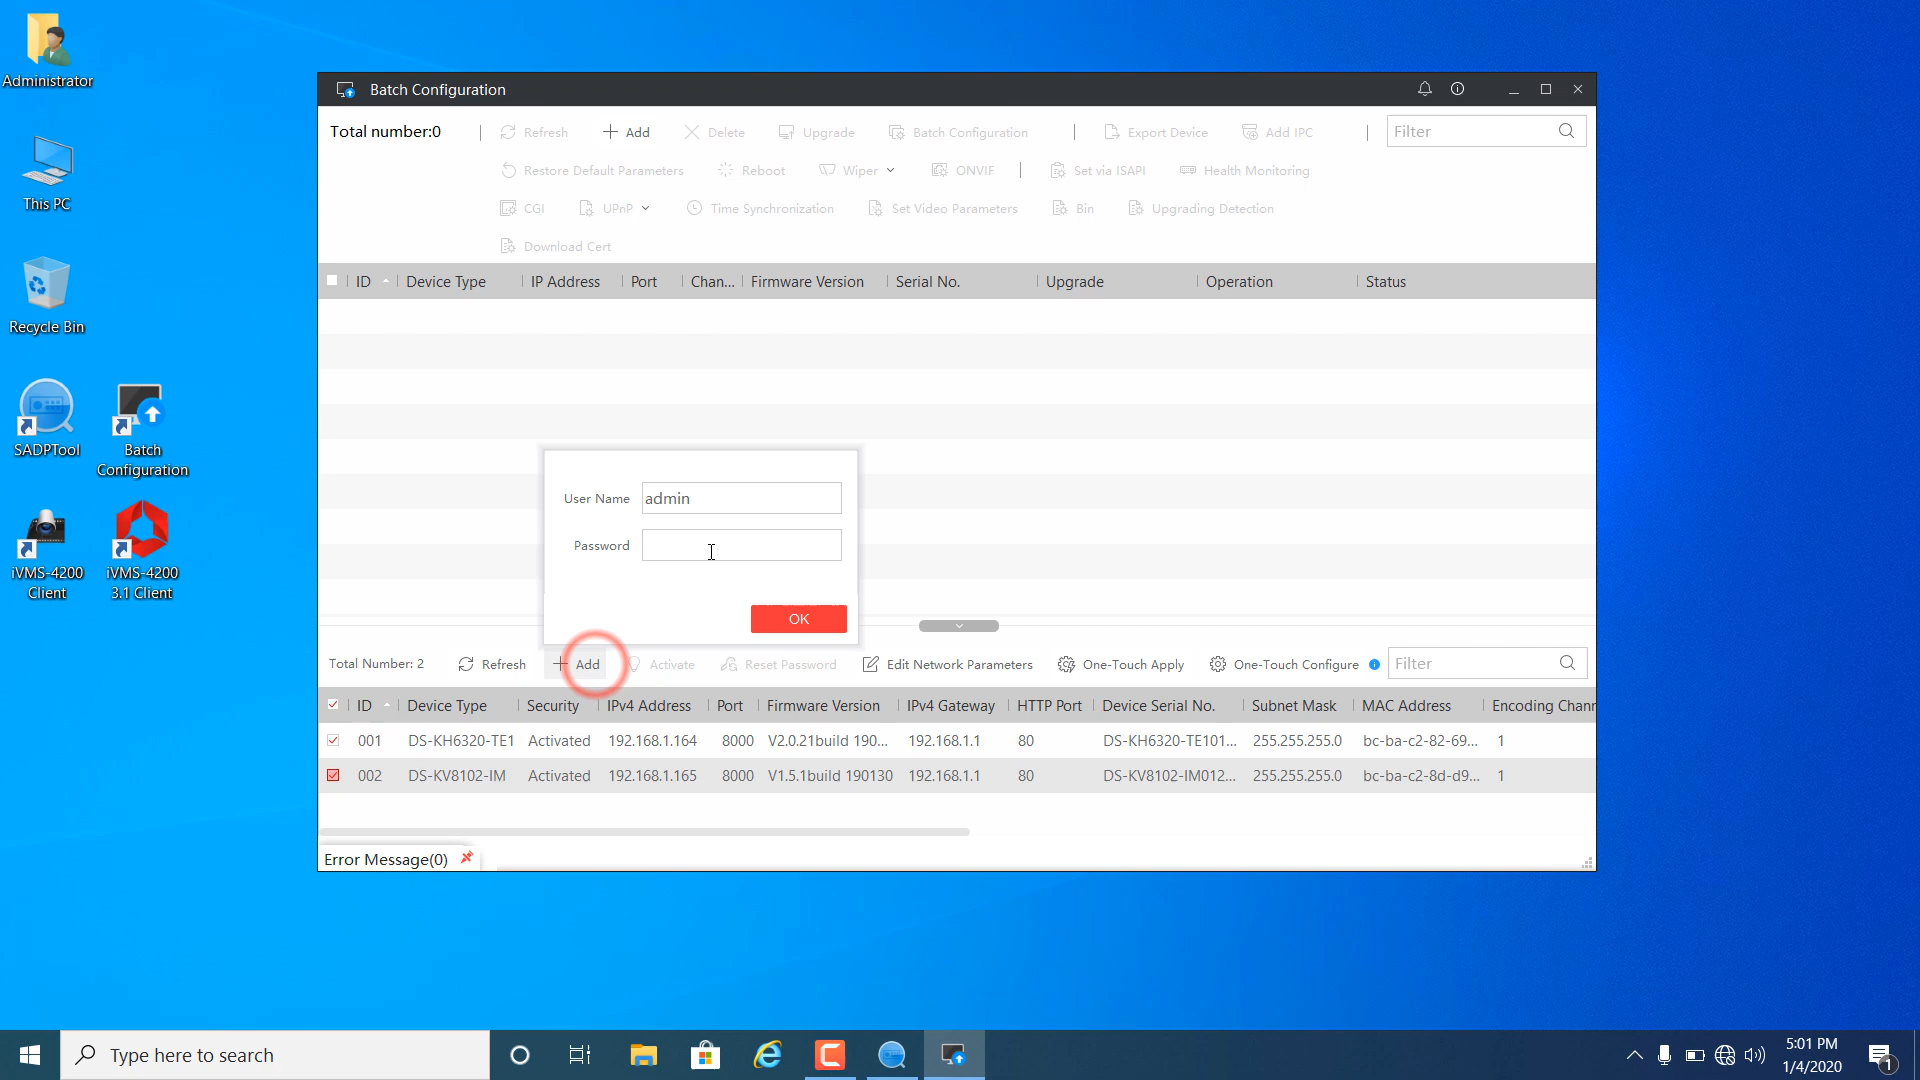 Administrator
This PC
Recycle Bin
SADPTool
Batch Configuration
iVMS-4200 Client
iVMS-4200 3.1 Client
Batch Configuration
Total number:0
Refresh
Add
Delete
Upgrade
Batch Configuration
Export Device
Add IPC
Filter
Restore Default Parameters
Reboot
Wiper
ONVIF
Set via ISAPI
Health Monitoring
CGI
UPnP
Time Synchronization
Set Video Parameters
Bin
Upgrading Detection
Download Cert
ID Device Type IP Address Port Chan... Firmware Version Serial No. Upgrade Operation Status
User Name admin
Password
OK
Total Number: 2
Refresh
Add
Activate
Reset Password
Edit Network Parameters
One-Touch Apply
One-Touch Configure
Filter
ID Device Type Security IPv4 Address Port Firmware Version IPv4 Gateway HTTP Port Device Serial No. Subnet Mask MAC Address Encoding Chann
001 DS-KH6320-TE1 Activated 192.168.1.164 8000 V2.0.21build 190... 192.168.1.1 80 DS-KH6320-TE101... 255.255.255.0 bc-ba-c2-82-69... 1
002 DS-KV8102-IM Activated 192.168.1.165 8000 V1.5.1build 190130 192.168.1.1 80 DS-KV8102-IM012... 255.255.255.0 bc-ba-c2-8d-d9... 1
Error Message(0)
Type here to search
5:01 PM
1/4/2020
1